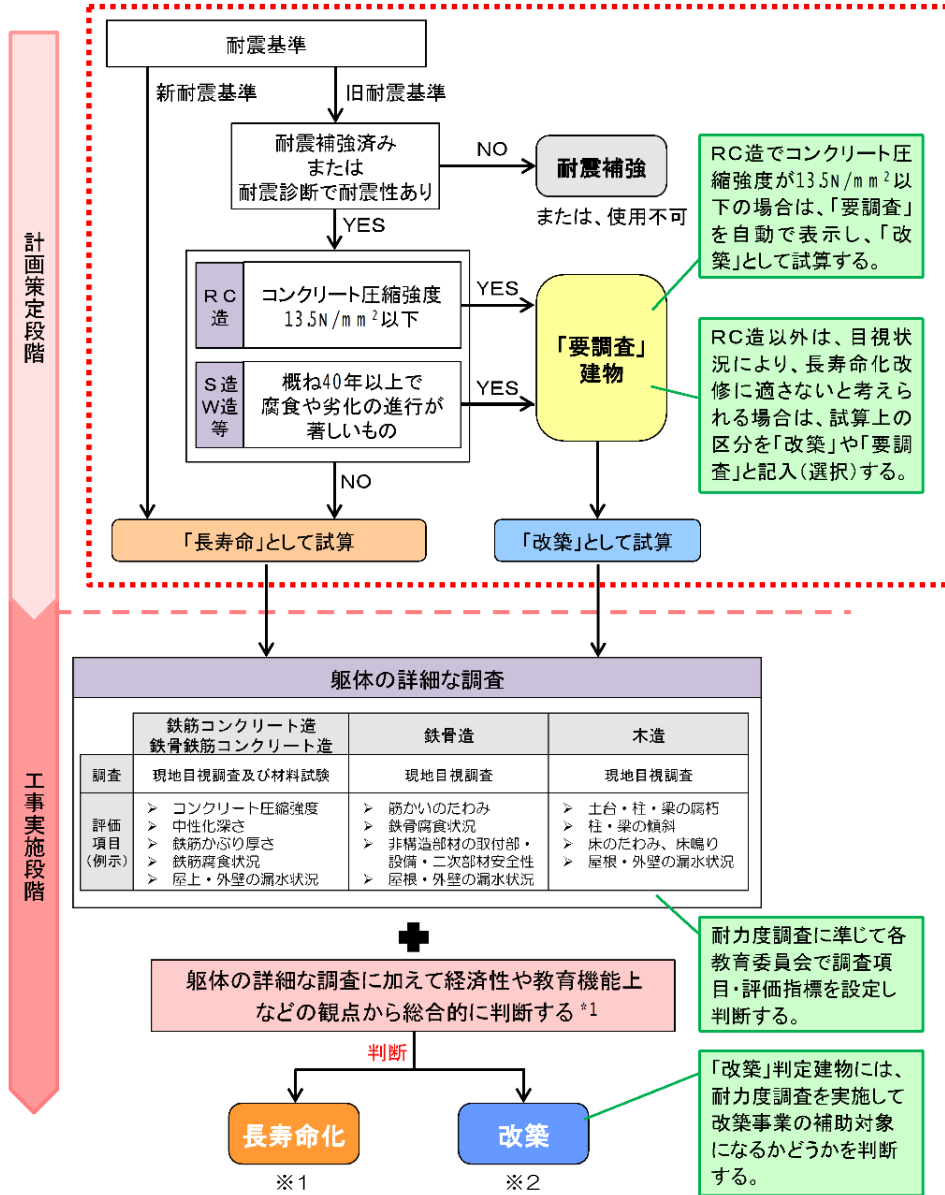 計画策定段階
工事実施段階
耐震基準
新耐震基準
旧耐震基準
耐震補強済み
または
耐震診断で耐震性あり
NO
耐震補強
または、使用不可
YES
RC
造
コンクリート圧縮強度
13.5N/mm²以下
YES
S造
W造
等
概ね40年以上で
腐食や劣化の進行が
著しいもの
YES
「要調査」
建物
NO
「長寿命」として試算
「改築」として試算
RC造でコンクリート圧
縮強度が13.5N/mm²以
下の場合は、「要調査」
を自動で表示し、「改
築」として試算する。
RC造以外は、目視状
況により、長寿命化改
修に適さないと考えら
れる場合は、試算上の
区分を「改築」や「要調
査」と記入(選択)する。
躯体の詳細な調査
鉄筋コンクリート造
鉄骨鉄筋コンクリート造
鉄骨造
木造
調査
現地目視調査及び材料試験
現地目視調査
現地目視調査
評価
項目
(例示)
➢ コンクリート圧縮強度
➢ 中性化深さ
➢ 鉄筋かぶり厚さ
➢ 鉄筋腐食状況
➢ 屋上・外壁の漏水状況
➢ 筋かいのたわみ
➢ 鉄骨腐食状況
➢ 非構造部材の取付部・
設備・二次部材安全性
➢ 屋根・外壁の漏水状況
➢ 土台・柱・梁の腐朽
➢ 柱・梁の傾斜
➢ 床のたわみ、床鳴り
➢ 屋根・外壁の漏水状況
耐力度調査に準じて各
教育委員会で調査項
目・評価指標を設定し
判断する。
躯体の詳細な調査に加えて経済性や教育機能上
などの観点から総合的に判断する *1
判断
長寿命化
改築
※1
※2
「改築」判定建物には、
耐力度調査を実施して
改築事業の補助対象
になるかどうかを判断
する。